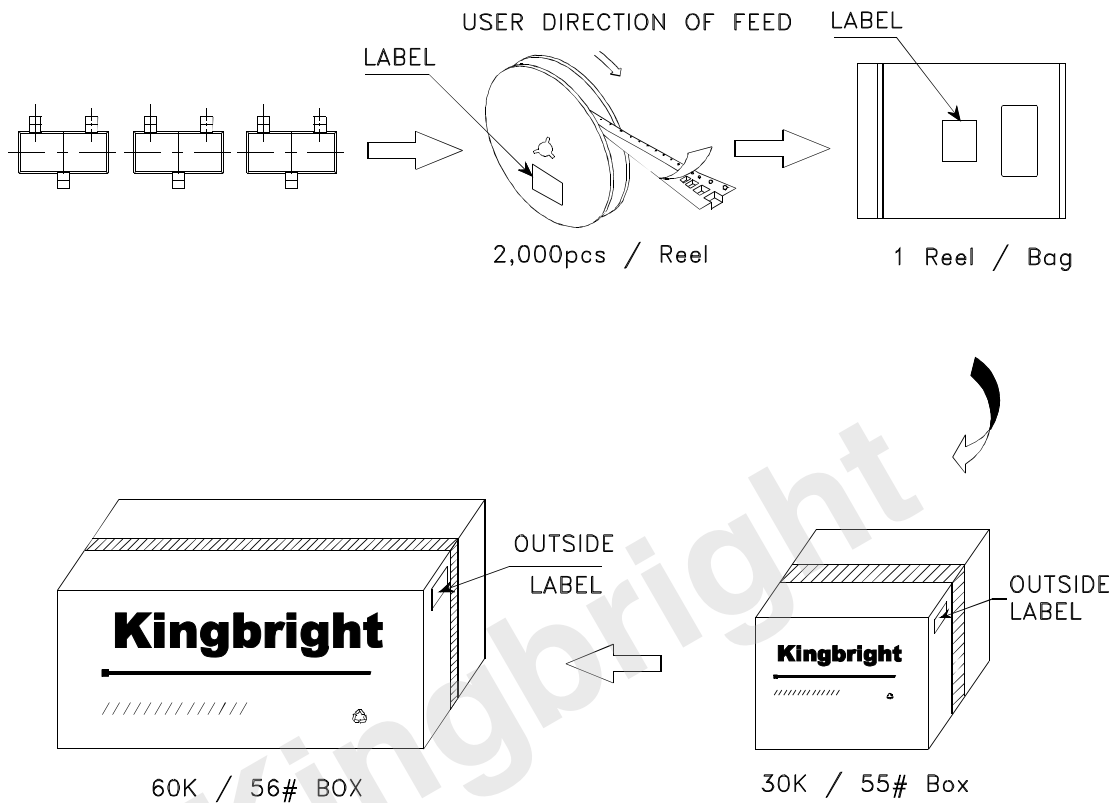 USER DIRECTION OF FEED
LABEL
LABEL
2,000pcs / Reel
1 Reel / Bag
OUTSIDE
LABEL
Kingbright
60K / 56# BOX
OUTSIDE
LABEL
Kingbright
30K / 55# Box
Kingbright